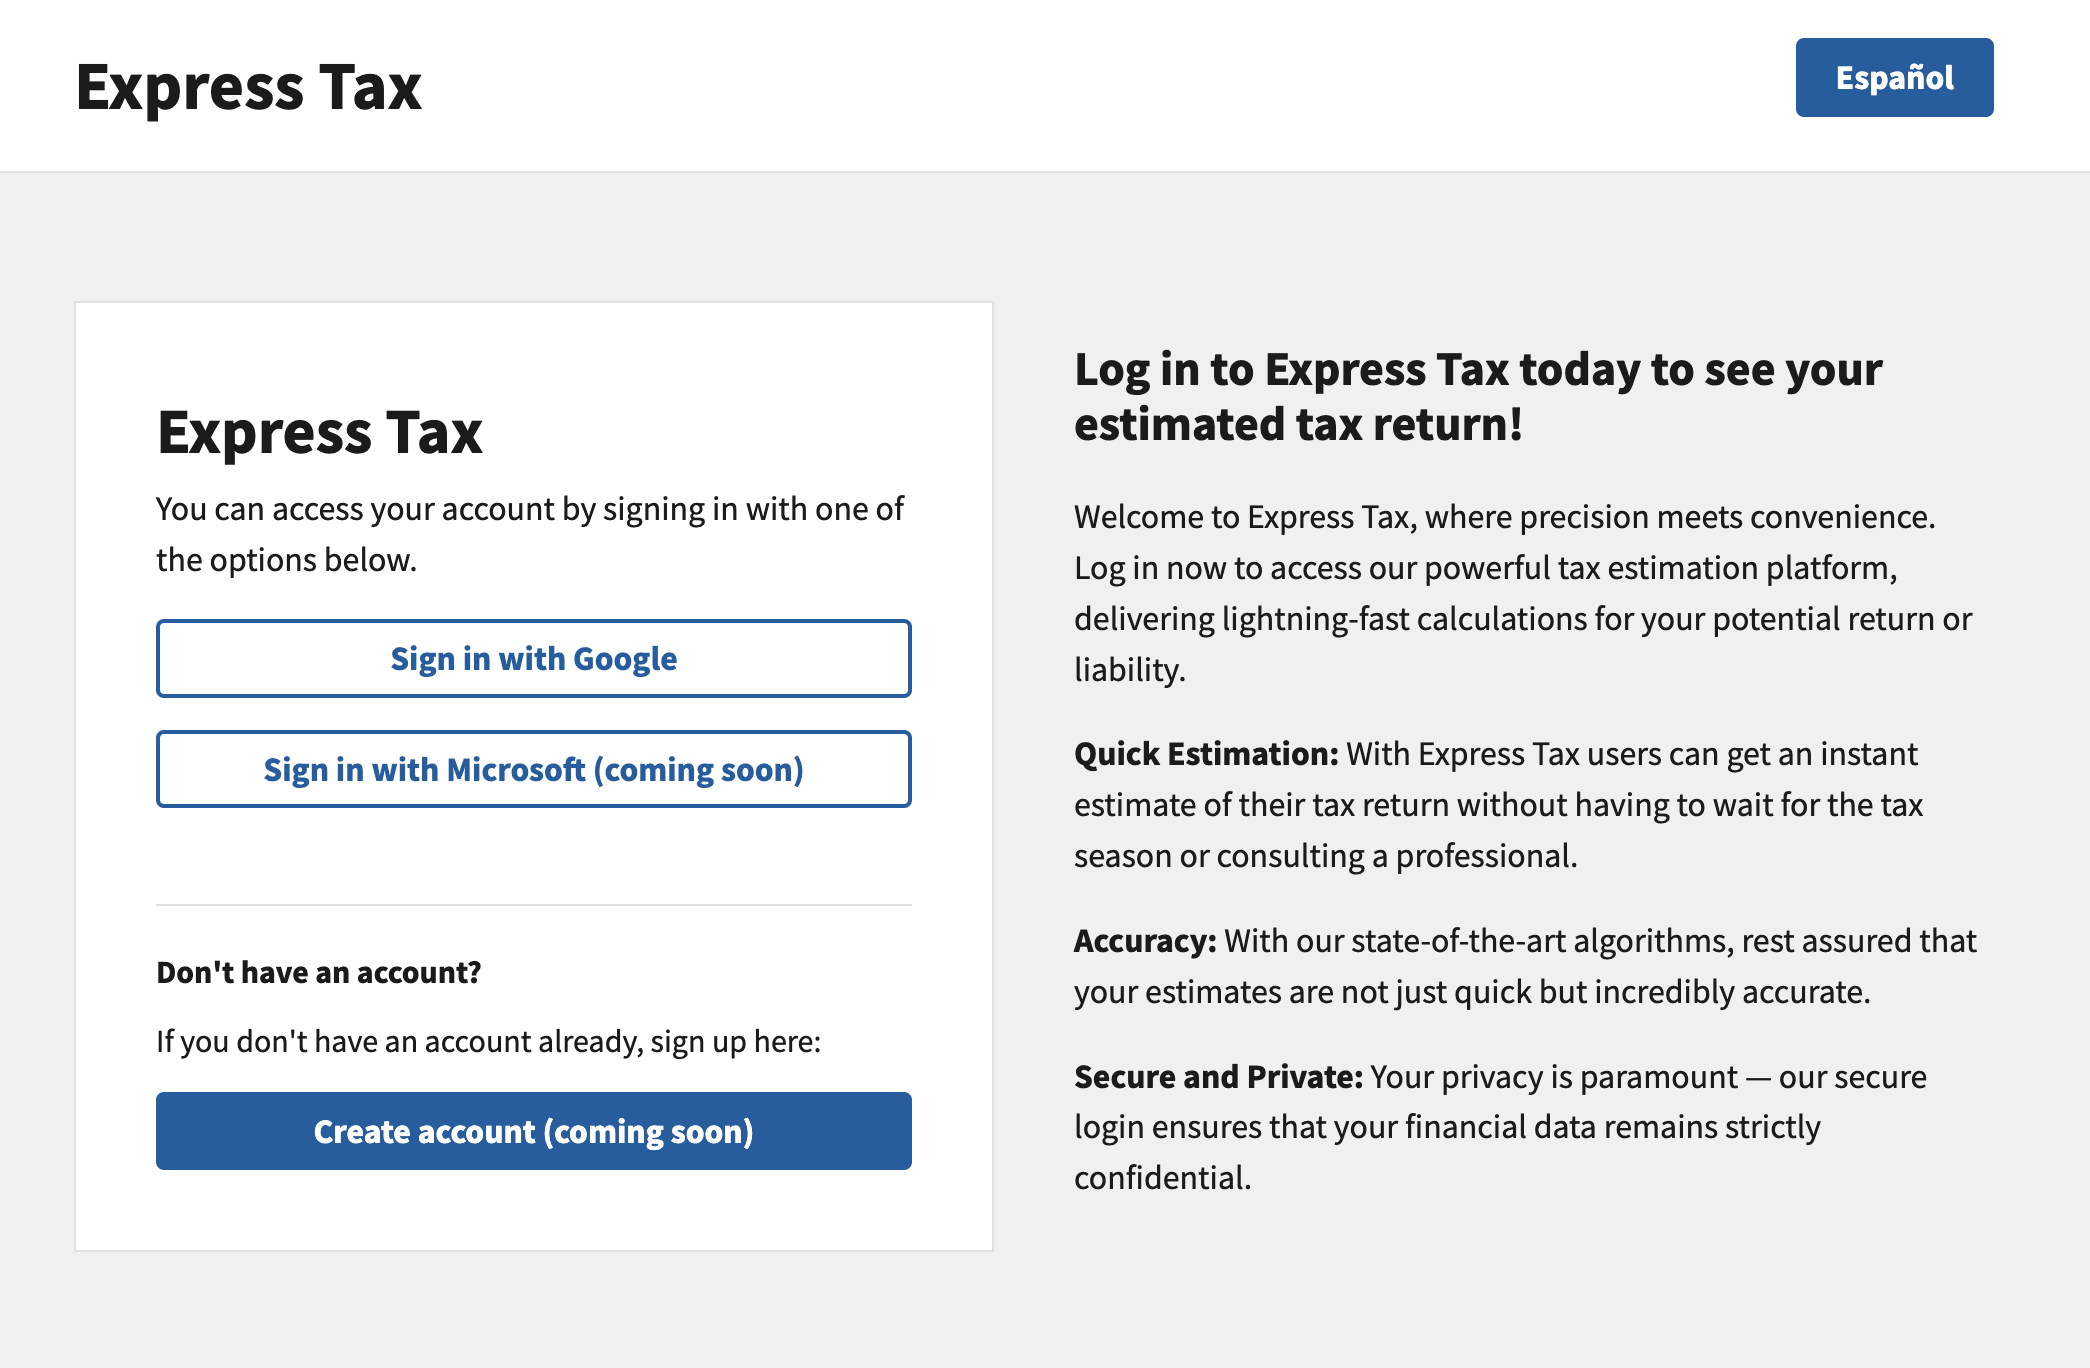 Express Tax
Español
Express Tax
You can access your account by signing in with one of
the options below.
Sign in with Google
Sign in with Microsoft (coming soon)
Don't have an account?
If you don't have an account already, sign up here:
Create account (coming soon)
Log in to Express Tax today to see your
estimated tax return!
Welcome to Express Tax, where precision meets convenience.
Log in now to access our powerful tax estimation platform,
delivering lightning-fast calculations for your potential return or
liability.
Quick Estimation: With Express Tax users can get an instant
estimate of their tax return without having to wait for the tax
season or consulting a professional.
Accuracy: With our state-of-the-art algorithms, rest assured that
your estimates are not just quick but incredibly accurate.
Secure and Private: Your privacy is paramount — our secure
login ensures that your financial data remains strictly
confidential.